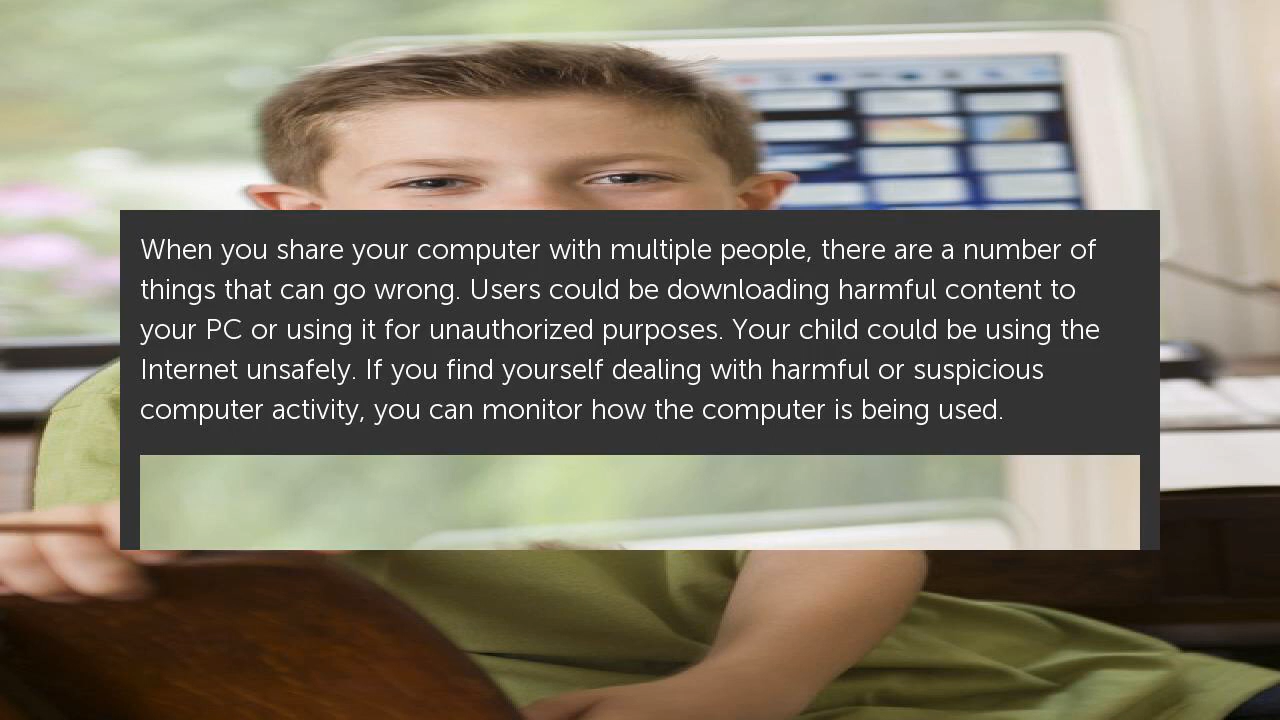 When you share your computer with multiple people, there are a number of
things that can go wrong. Users could be downloading harmful content to
your PC or using it for unauthorized purposes. Your child could be using the
Internet unsafely. If you find yourself dealing with harmful or suspicious
computer activity, you can monitor how the computer is being used.